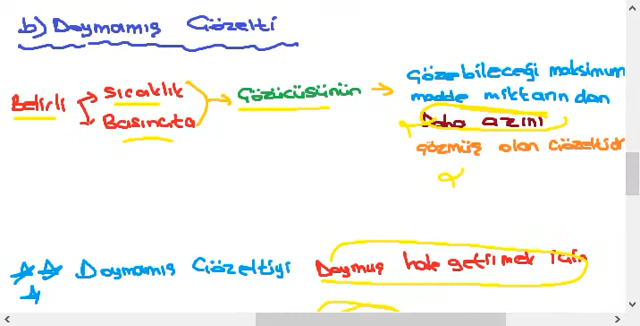 b) Doymamış Çözelti
Belirli → Sıcaklık
→ Basınçta
→ Çözücüsünün →
Çözebileceği maksimum
madde miktarından
Daha azını
çözmüş olan Çözeltidir
Doymamış Çözeltiyi Doymuş hale getirmek için